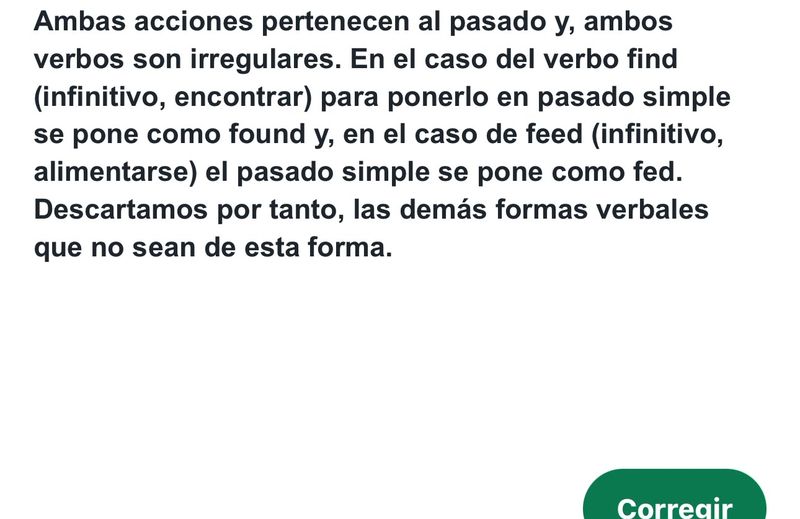 Ambas acciones pertenecen al pasado y, ambos
verbos son irregulares. En el caso del verbo find
(infinitivo, encontrar) para ponerlo en pasado simple
se pone como found y, en el caso de feed (infinitivo,
alimentarse) el pasado simple se pone como fed.
Descartamos por tanto, las demás formas verbales
que no sean de esta forma.
Corregir